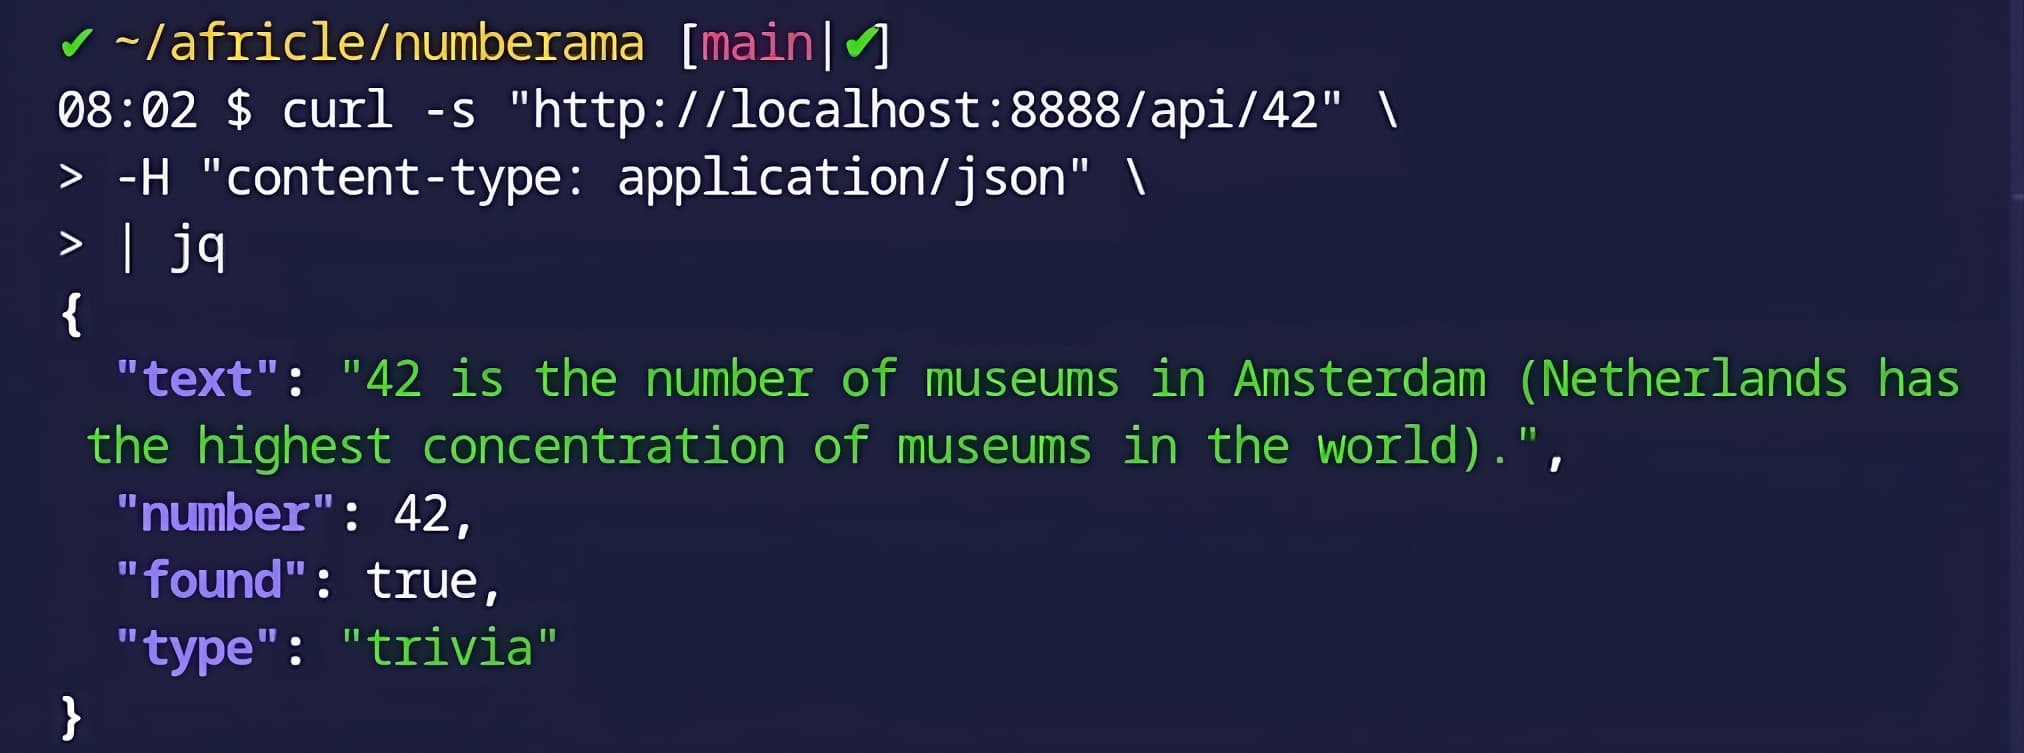 ✔ ~/africle/numberama [main|✔]
08:02 $ curl -s "http://localhost:8888/api/42" \
> -H "content-type: application/json" \
> | jq
{
  "text": "42 is the number of museums in Amsterdam (Netherlands has
 the highest concentration of museums in the world).",
  "number": 42,
  "found": true,
  "type": "trivia"
}